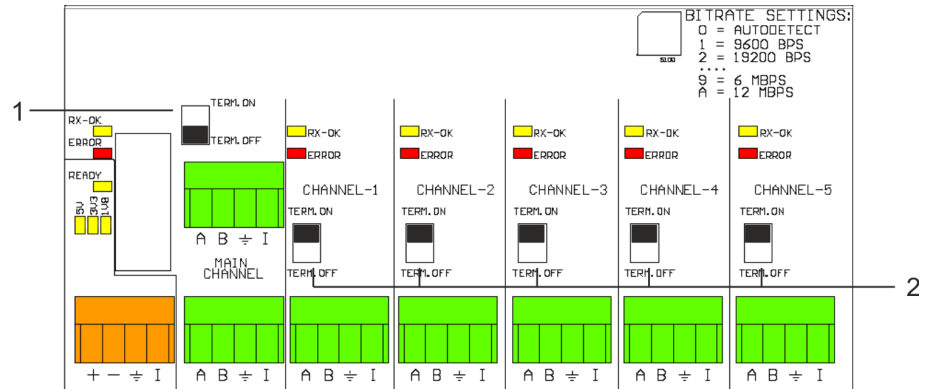 BITRATE SETTINGS:
0 = AUTODETECT
1 = 9600 BPS
2 = 19200 BPS
....
9 = 6 MBPS
A = 12 MBPS
S100
1
TERM. ON
TERM. OFF
RX-OK
ERROR
READY
5V
3V3
1V8
A B I
MAIN
CHANNEL
RX-OK
ERROR
CHANNEL-1
TERM. ON
TERM. OFF
RX-OK
ERROR
CHANNEL-2
TERM. ON
TERM. OFF
RX-OK
ERROR
CHANNEL-3
TERM. ON
TERM. OFF
RX-OK
ERROR
CHANNEL-4
TERM. ON
TERM. OFF
RX-OK
ERROR
CHANNEL-5
TERM. ON
TERM. OFF
2
+ - ⏚ I
A B ⏚ I
A B ⏚ I
A B ⏚ I
A B ⏚ I
A B ⏚ I
A B ⏚ I